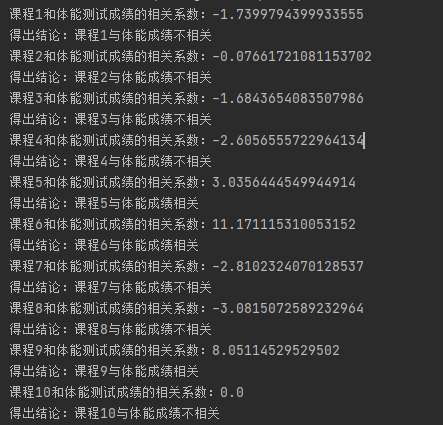 课程1和体能测试成绩的相关系数：-1.7399794399933555
得出结论：课程1与体能成绩不相关
课程2和体能测试成绩的相关系数：-0.07661721081153702
得出结论：课程2与体能成绩不相关
课程3和体能测试成绩的相关系数：-1.6843654083507986
得出结论：课程3与体能成绩不相关
课程4和体能测试成绩的相关系数：-2.6056555722964134
得出结论：课程4与体能成绩不相关
课程5和体能测试成绩的相关系数：3.0356444549944914
得出结论：课程5与体能成绩相关
课程6和体能测试成绩的相关系数：11.171115310053152
得出结论：课程6与体能成绩相关
课程7和体能测试成绩的相关系数：-2.8102324070128537
得出结论：课程7与体能成绩不相关
课程8和体能测试成绩的相关系数：-3.0815072589232964
得出结论：课程8与体能成绩不相关
课程9和体能测试成绩的相关系数：8.05114529529502
得出结论：课程9与体能成绩相关
课程10和体能测试成绩的相关系数：0.0
得出结论：课程10与体能成绩不相关